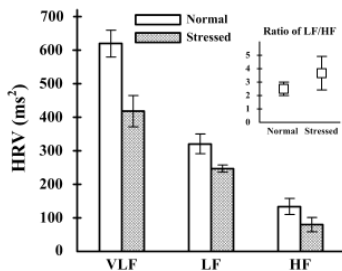 HRV (ms²)
700
600
500
400
300
200
100
0
VLF
LF
HF
Normal
Stressed
Ratio of LF/HF
5
4
3
2
1
0
Normal
Stressed